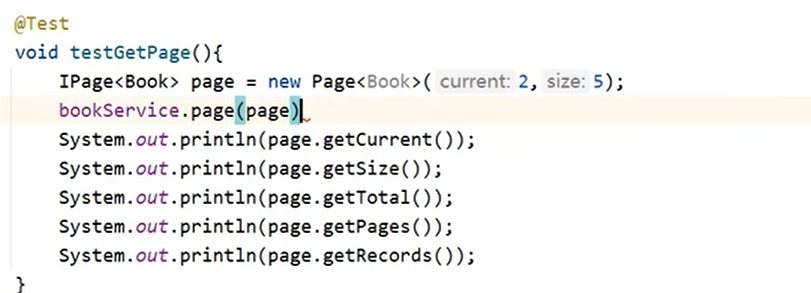 @Test
void testGetPage(){
IPage<Book> page = new Page<Book>( current: 2, size: 5);
bookService.page(page)
System.out.println(page.getCurrent());
System.out.println(page.getSize());
System.out.println(page.getTotal());
System.out.println(page.getPages());
System.out.println(page.getRecords());
}